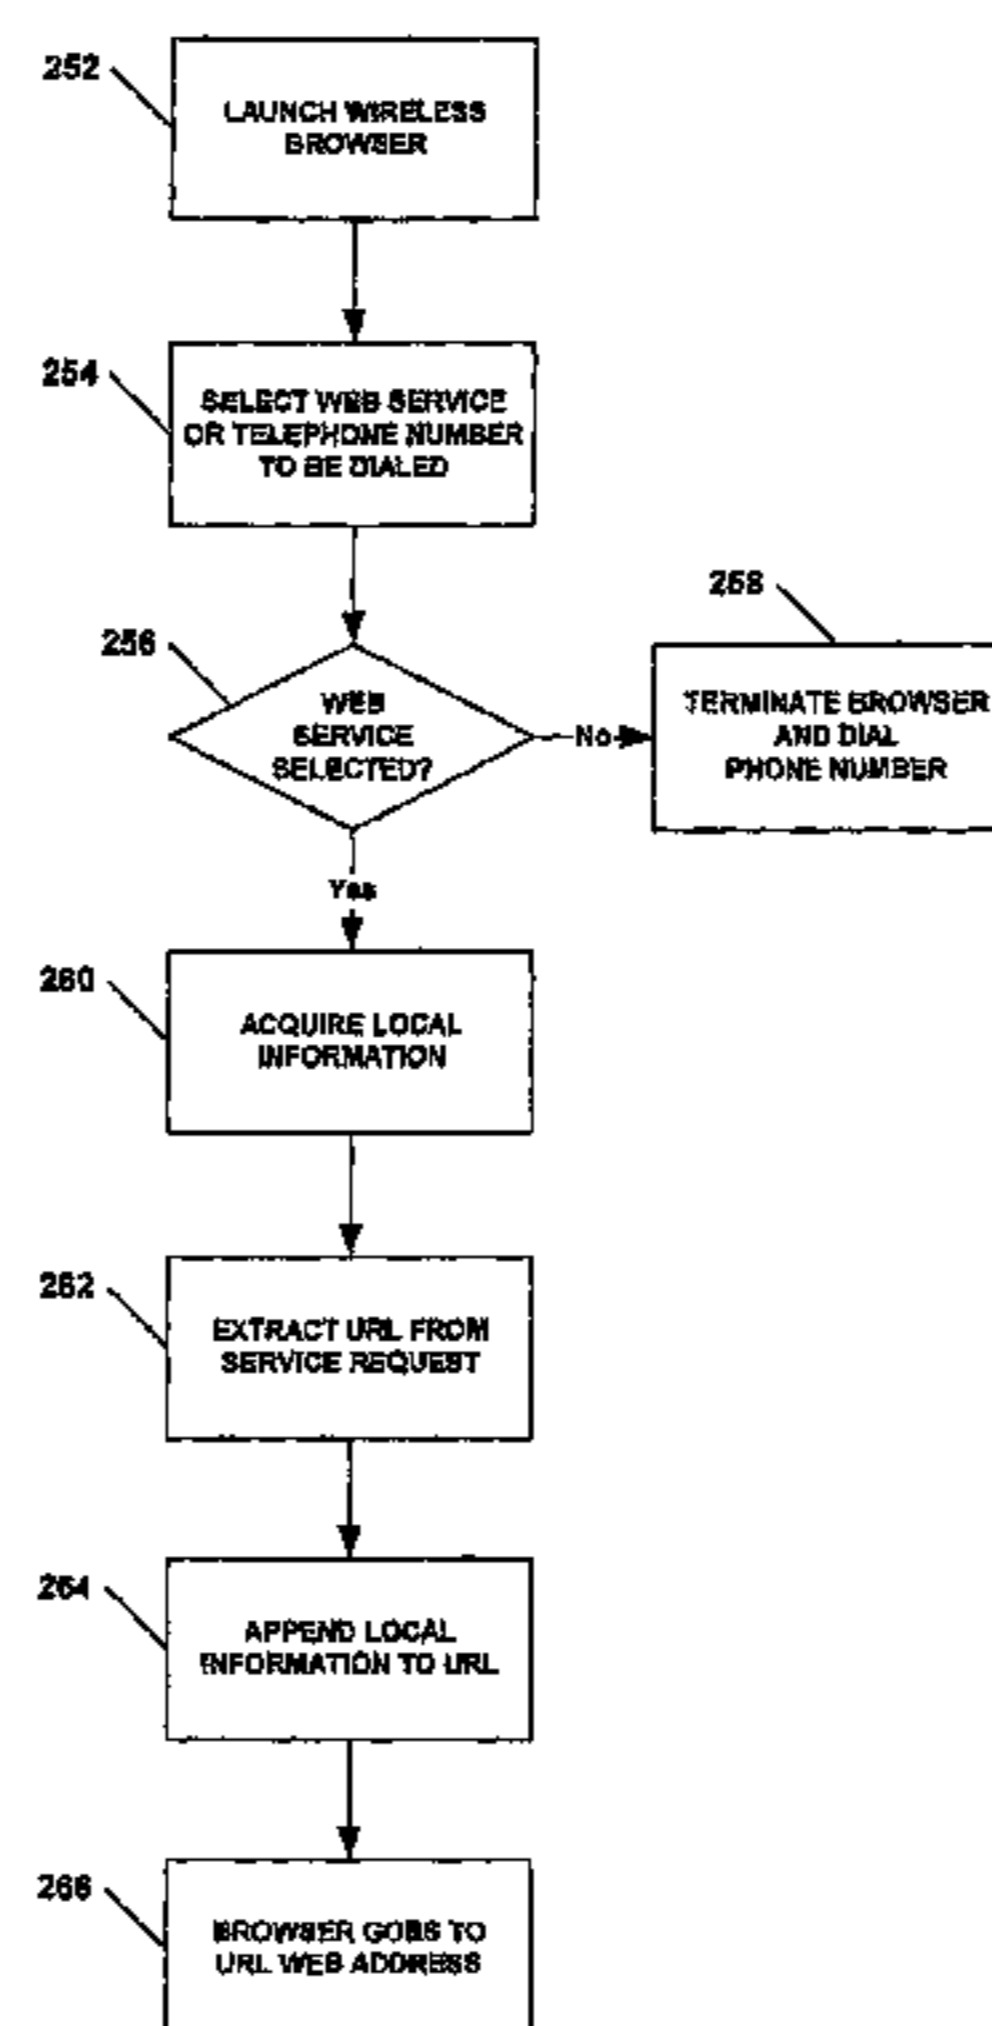 252
LAUNCH WIRELESS
BROWSER
254
SELECT WEB SERVICE
OR TELEPHONE NUMBER
TO BE DIALED
256
WEB
SERVICE
SELECTED?
No
258
TERMINATE BROWSER
AND DIAL
PHONE NUMBER
Yes
260
ACQUIRE LOCAL
INFORMATION
262
EXTRACT URL FROM
SERVICE REQUEST
264
APPEND LOCAL
INFORMATION TO URL
266
BROWSER GOES TO
URL WEB ADDRESS